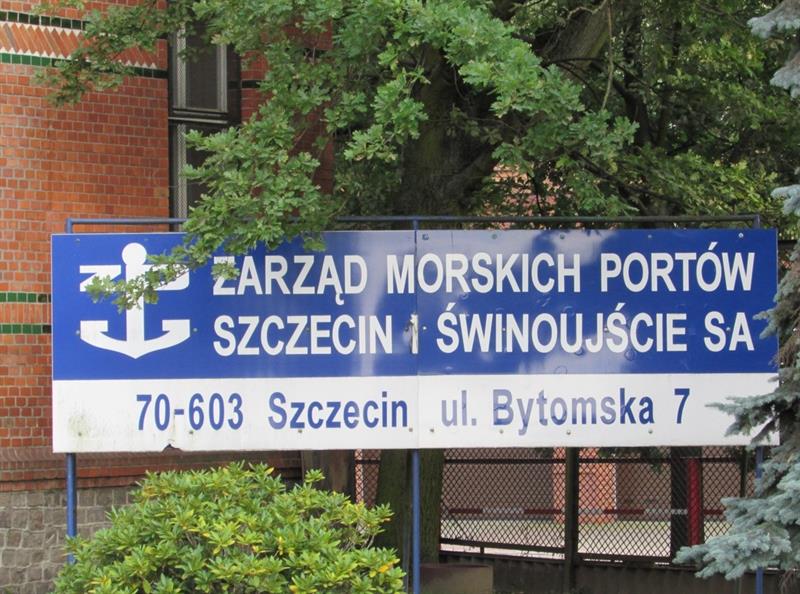 ZARZĄD MORSKICH PORTÓW
SZCZECIN I ŚWINOUJŚCIE SA
70-603 Szczecin ul. Bytomska 7